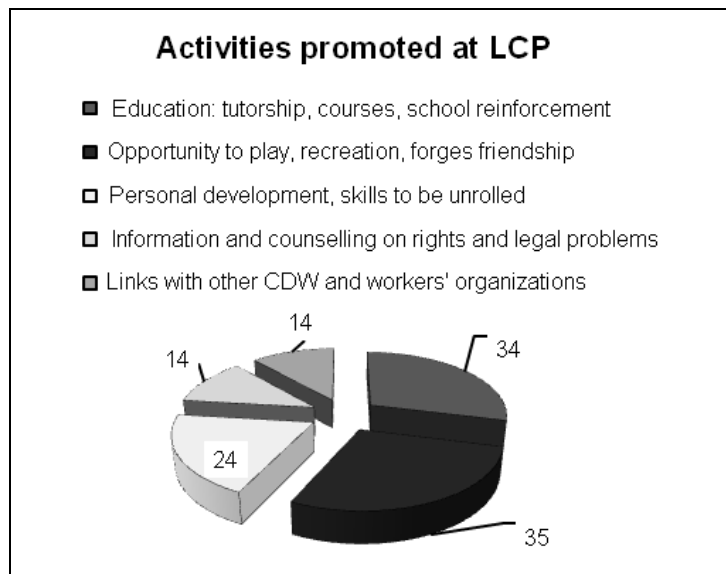 Activities promoted at LCP
Education: tutorship, courses, school reinforcement
Opportunity to play, recreation, forges friendship
Personal development, skills to be unrolled
Information and counselling on rights and legal problems
Links with other CDW and workers' organizations
14
14
34
24
35